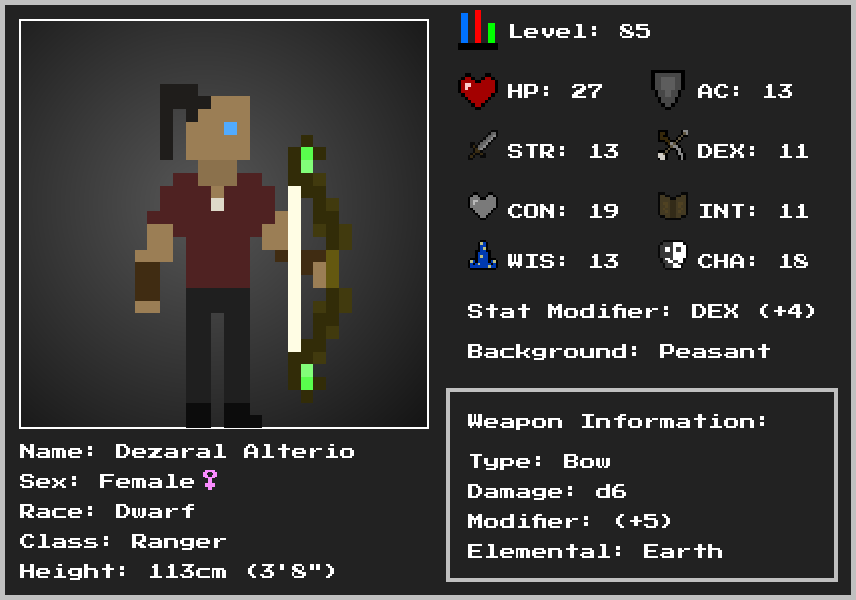 Level: 85
HP: 27 AC: 13
STR: 13 DEX: 11
CON: 19 INT: 11
WIS: 13 CHA: 18
Stat Modifier: DEX (+4)
Background: Peasant
Weapon Information:
Type: Bow
Damage: d6
Modifier: (+5)
Elemental: Earth
Name: Dezaral Alterio
Sex: Female♀
Race: Dwarf
Class: Ranger
Height: 113cm (3'8")